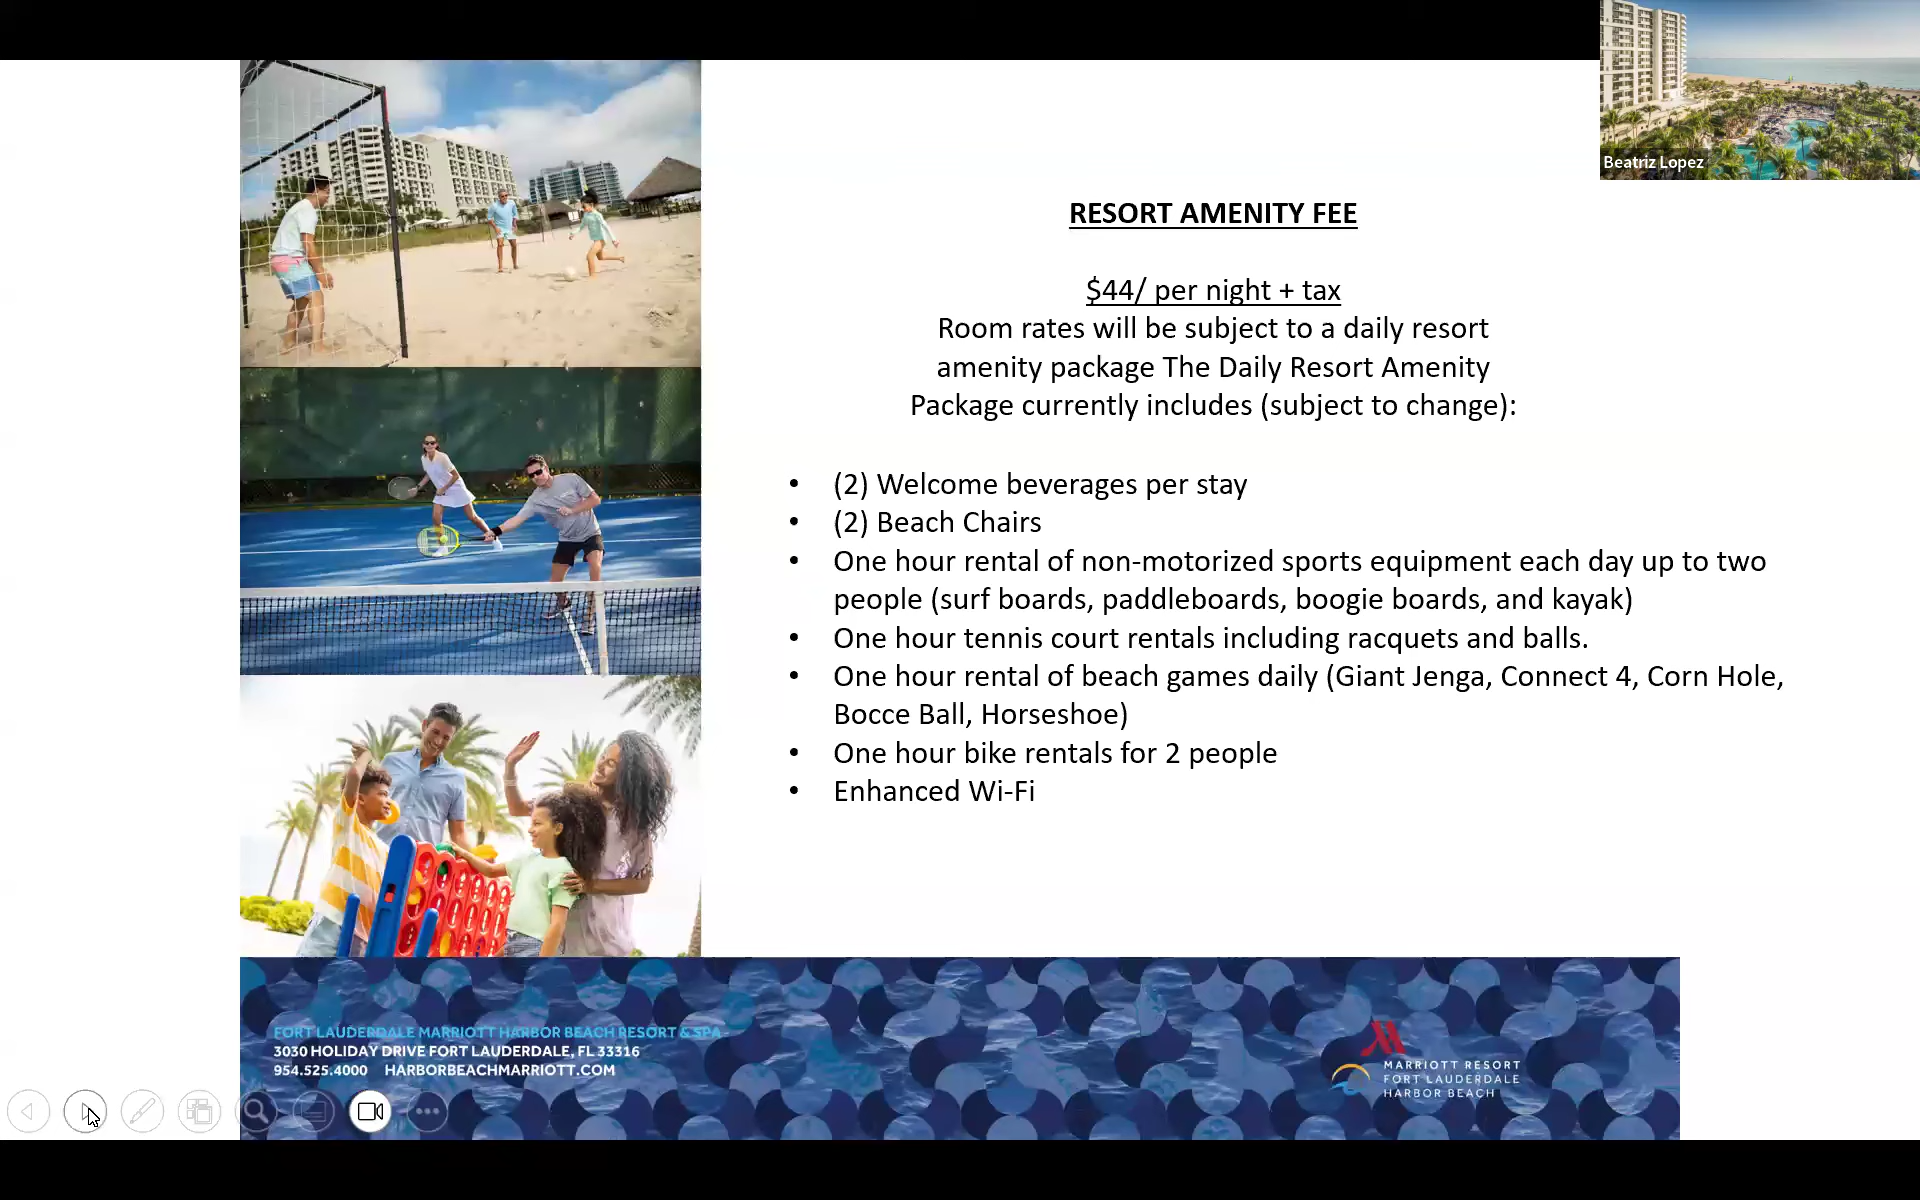 Beatriz Lopez
RESORT AMENITY FEE
$44/ per night + tax
Room rates will be subject to a daily resort
amenity package The Daily Resort Amenity
Package currently includes (subject to change):
• (2) Welcome beverages per stay
• (2) Beach Chairs
• One hour rental of non-motorized sports equipment each day up to two
people (surf boards, paddleboards, boogie boards, and kayak)
• One hour tennis court rentals including racquets and balls.
• One hour rental of beach games daily (Giant Jenga, Connect 4, Corn Hole,
Bocce Ball, Horseshoe)
• One hour bike rentals for 2 people
• Enhanced Wi-Fi
FORT LAUDERDALE MARRIOTT HARBOR BEACH RESORT & SPA -
3030 HOLIDAY DRIVE FORT LAUDERDALE, FL 33316
954.525.4000 HARBORBEACHMARRIOTT.COM
MARRIOTT RESORT
FORT LAUDERDALE
HARBOR BEACH